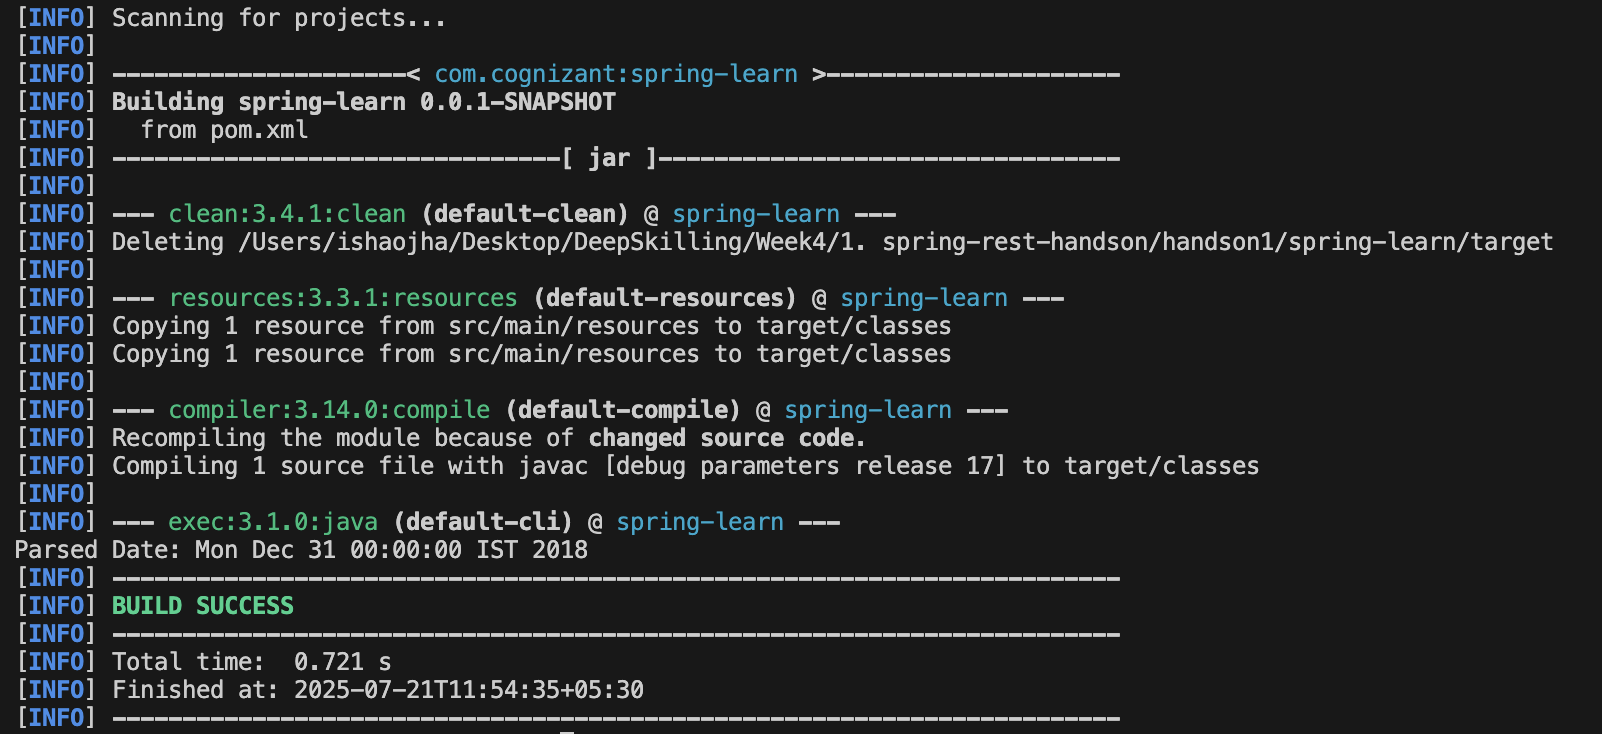 [INFO] Scanning for projects...
[INFO]
[INFO] ---------------------< com.cognizant:spring-learn >---------------------
[INFO] Building spring-learn 0.0.1-SNAPSHOT
[INFO]   from pom.xml
[INFO] --------------------------------[ jar ]---------------------------------
[INFO]
[INFO] --- clean:3.4.1:clean (default-clean) @ spring-learn ---
[INFO] Deleting /Users/ishaojha/Desktop/DeepSkilling/Week4/1. spring-rest-handson/handson1/spring-learn/target
[INFO]
[INFO] --- resources:3.3.1:resources (default-resources) @ spring-learn ---
[INFO] Copying 1 resource from src/main/resources to target/classes
[INFO] Copying 1 resource from src/main/resources to target/classes
[INFO]
[INFO] --- compiler:3.14.0:compile (default-compile) @ spring-learn ---
[INFO] Recompiling the module because of changed source code.
[INFO] Compiling 1 source file with javac [debug parameters release 17] to target/classes
[INFO]
[INFO] --- exec:3.1.0:java (default-cli) @ spring-learn ---
Parsed Date: Mon Dec 31 00:00:00 IST 2018
[INFO] ------------------------------------------------------------------------
[INFO] BUILD SUCCESS
[INFO] ------------------------------------------------------------------------
[INFO] Total time:  0.721 s
[INFO] Finished at: 2025-07-21T11:54:35+05:30
[INFO] ------------------------------------------------------------------------